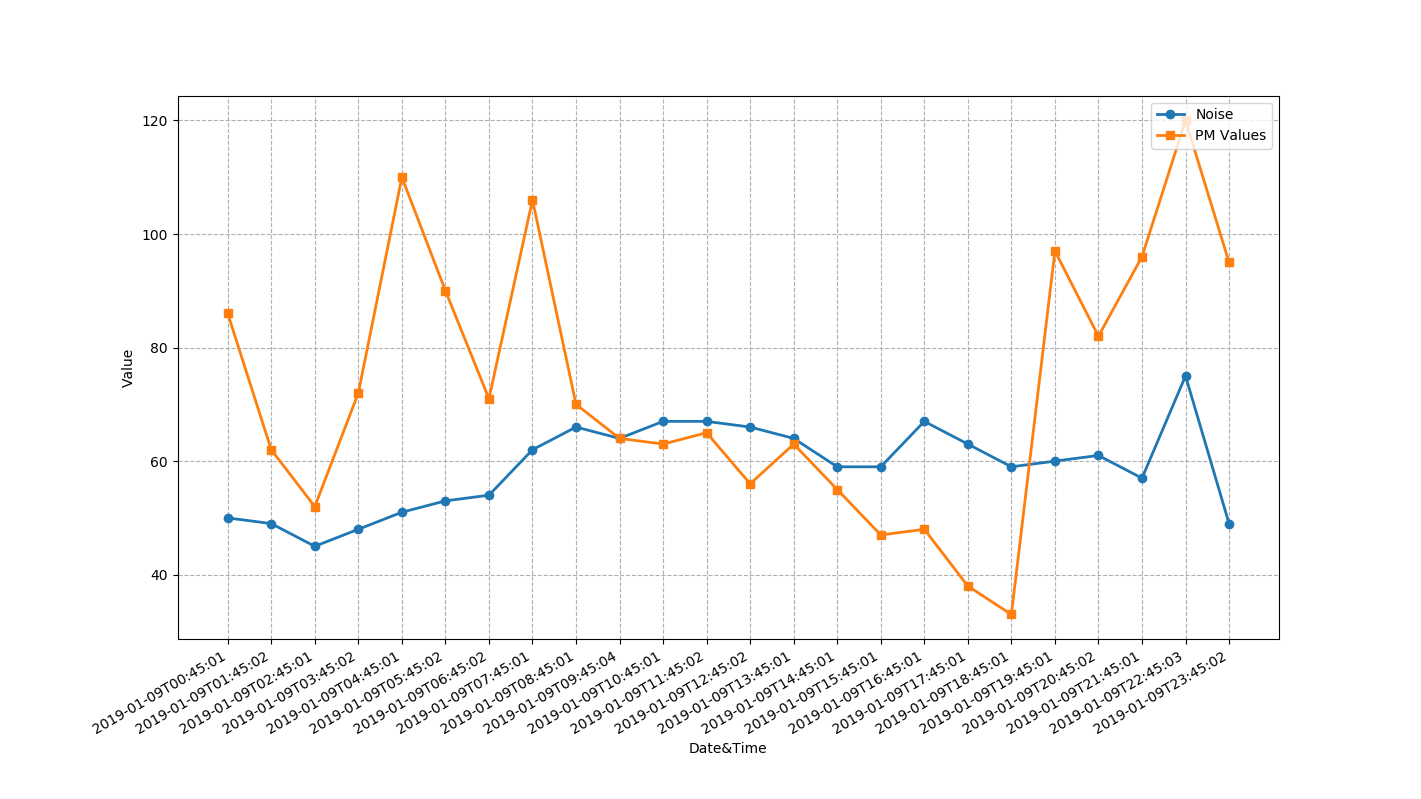 Noise
PM Values
120
100
80
60
40
Value
2019-01-09T00:45:01
2019-01-09T01:45:02
2019-01-09T02:45:01
2019-01-09T03:45:02
2019-01-09T04:45:01
2019-01-09T05:45:02
2019-01-09T06:45:02
2019-01-09T07:45:01
2019-01-09T08:45:01
2019-01-09T09:45:04
2019-01-09T10:45:01
2019-01-09T11:45:02
2019-01-09T12:45:02
2019-01-09T13:45:01
2019-01-09T14:45:01
2019-01-09T15:45:01
2019-01-09T16:45:01
2019-01-09T17:45:01
2019-01-09T18:45:01
2019-01-09T19:45:01
2019-01-09T20:45:02
2019-01-09T21:45:01
2019-01-09T22:45:03
2019-01-09T23:45:02
Date&Time